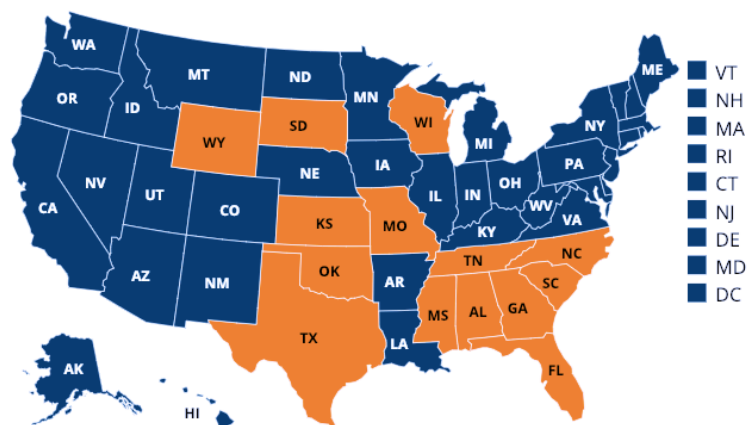 WA
MT
ND
OR
ID
MN
ME
WY
SD
WI
NY
MI
NE
IA
PA
NV
UT
CO
IL
IN
OH
WV
VA
CA
KS
MO
KY
AZ
NM
OK
AR
TN
NC
SC
TX
LA
MS
AL
GA
FL
AK
HI
VT
NH
MA
RI
CT
NJ
DE
MD
DC